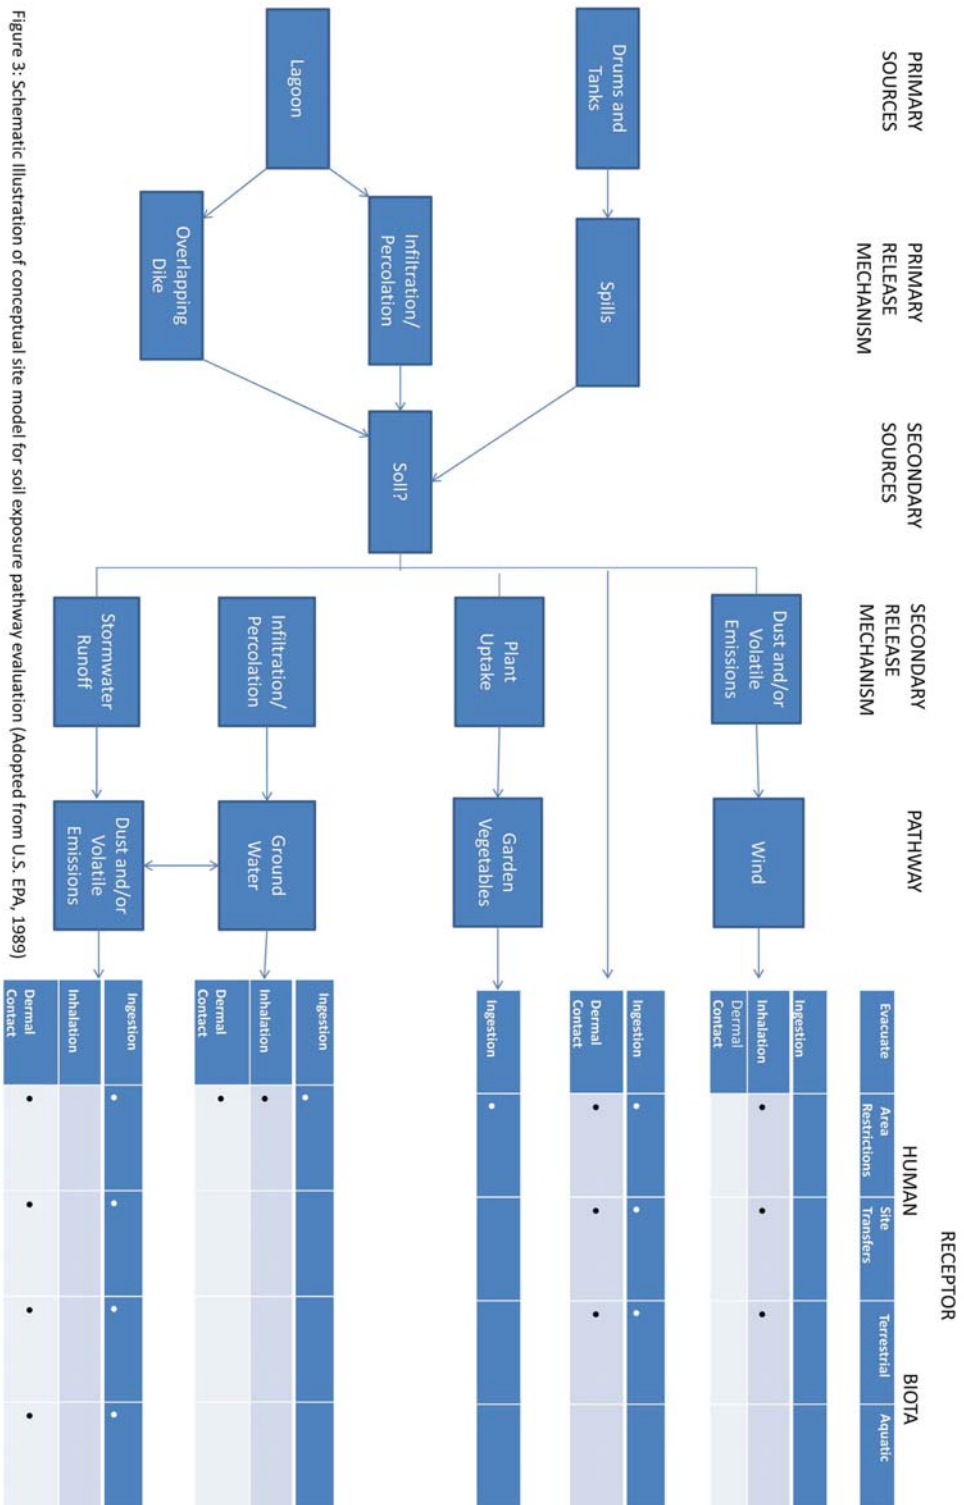 RECEPTOR
HUMAN
BIOTA
PRIMARY
SOURCES
PRIMARY
RELEASE
MECHANISM
SECONDARY
SOURCES
SECONDARY
RELEASE
MECHANISM
PATHWAY
Evacuate
Area
Restrictions
Site
Transfers
Terrestrial
Aquatic
Dust and/or
Volatile
Emissions
Wind
Ingestion
Inhalation
Dermal
Contact
Drums and
Tanks
Spills
Ingestion
Dermal
Contact
Plant
Uptake
Garden
Vegetables
Ingestion
Infiltration/
Percolation
Soll?
Lagoon
Overlapping
Dike
Infiltration/
Percolation
Ground
Water
Ingestion
Inhalation
Dermal
Contact
Stormwater
Runoff
Dust and/or
Volatile
Emissions
Ingestion
Inhalation
Dermal
Contact
Figure 3: Schematic Illustration of conceptual site model for soil exposure pathway evaluation (Adopted from U.S. EPA, 1989)